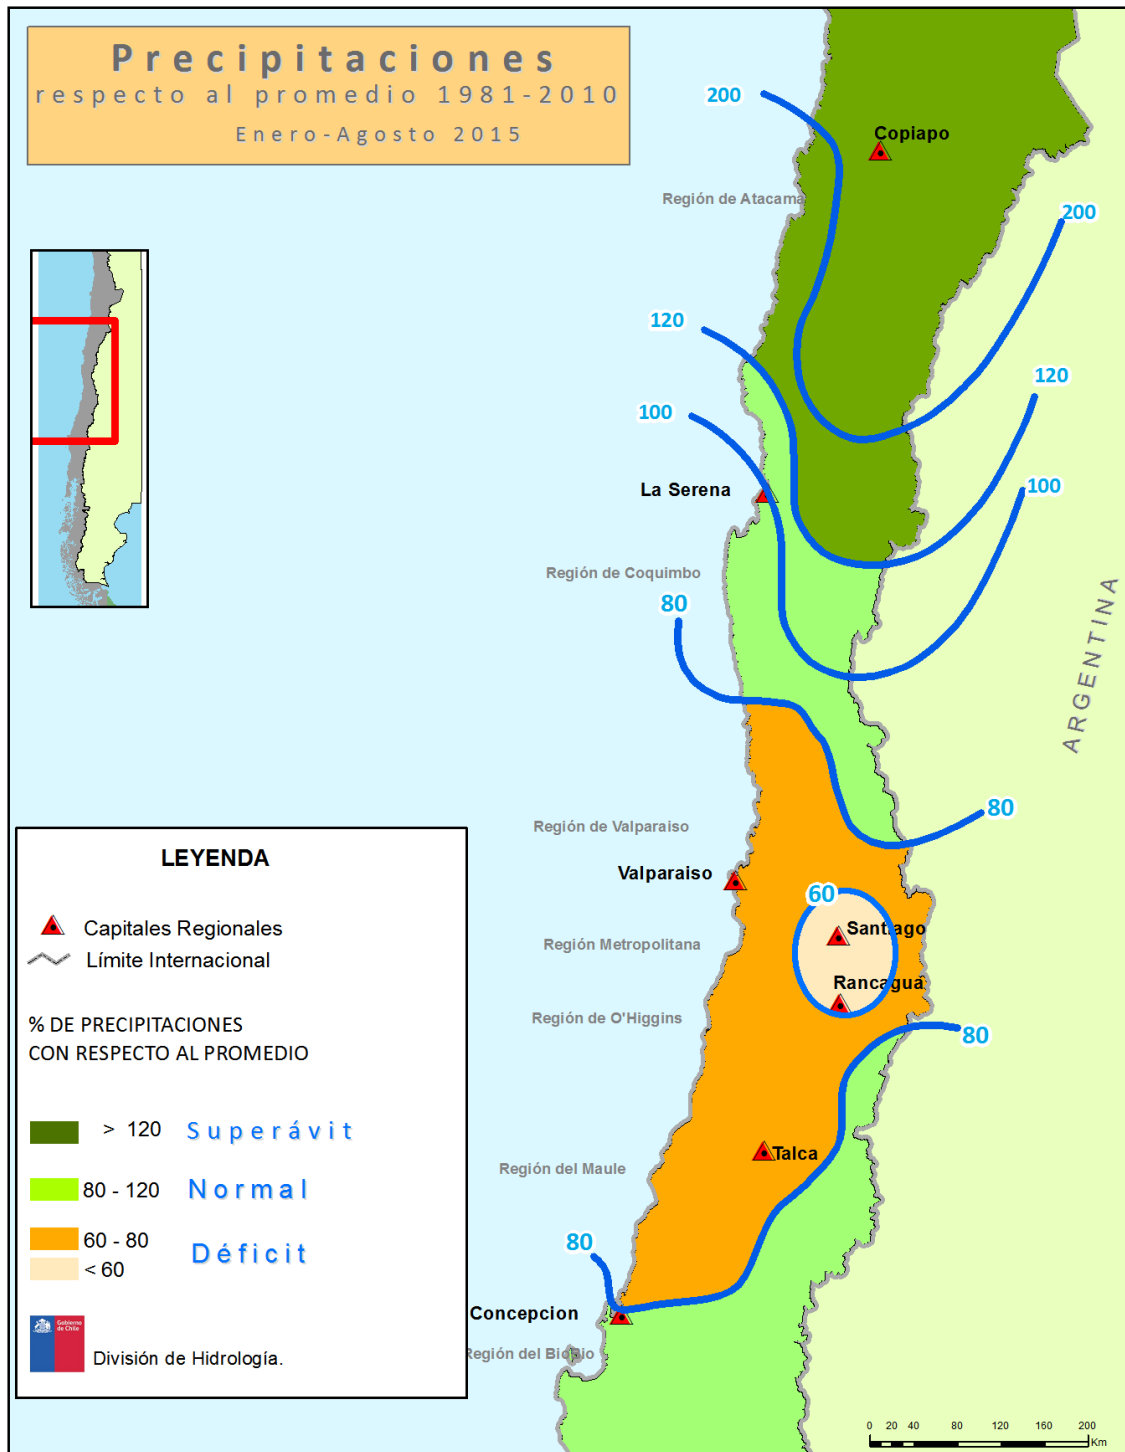 Precipitaciones
respecto al promedio 1981-2010
Enero-Agosto 2015
200
Copiapo
Región de Atacama
200
120
120
100
La Serena
100
Región de Coquimbo
80
ARGENTINA
80
Región de Valparaiso
Valparaiso
60
Santiago
Región Metropolitana
Rancagua
Región de O'Higgins
80
Talca
Región del Maule
80
Concepcion
Región del BioBio
LEYENDA
Capitales Regionales
Límite Internacional
% DE PRECIPITACIONES
CON RESPECTO AL PROMEDIO
> 120 Superávit
80 - 120 Normal
60 - 80
Déficit
< 60
Gobierno
de Chile
División de Hidrología.
0 20 40 80 120 160 200
Km